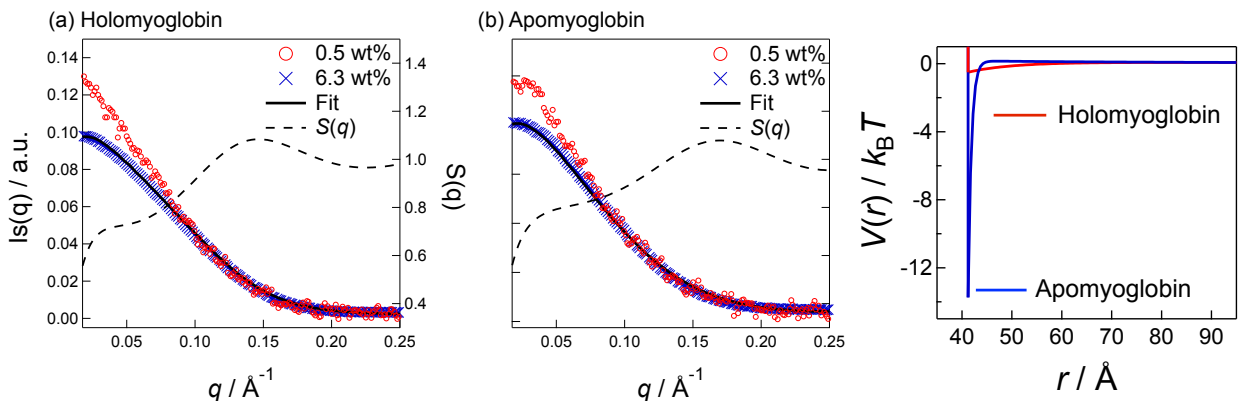 (a) Holomyoglobin
0.14
0.12
0.10
0.08
0.06
0.04
0.02
0.00
Is(q) / a.u.
0.5 wt%
6.3 wt%
Fit
S(q)
1.4
1.2
1.0
0.8
0.6
0.4
S(q)
0.05 0.10 0.15 0.20 0.25
q / Å-1
(b) Apomyoglobin
0.5 wt%
6.3 wt%
Fit
S(q)
0.05 0.10 0.15 0.20 0.25
q / Å-1
V(r) / kBT
0
-4
-8
-12
Holomyoglobin
Apomyoglobin
40 50 60 70 80 90
r / Å